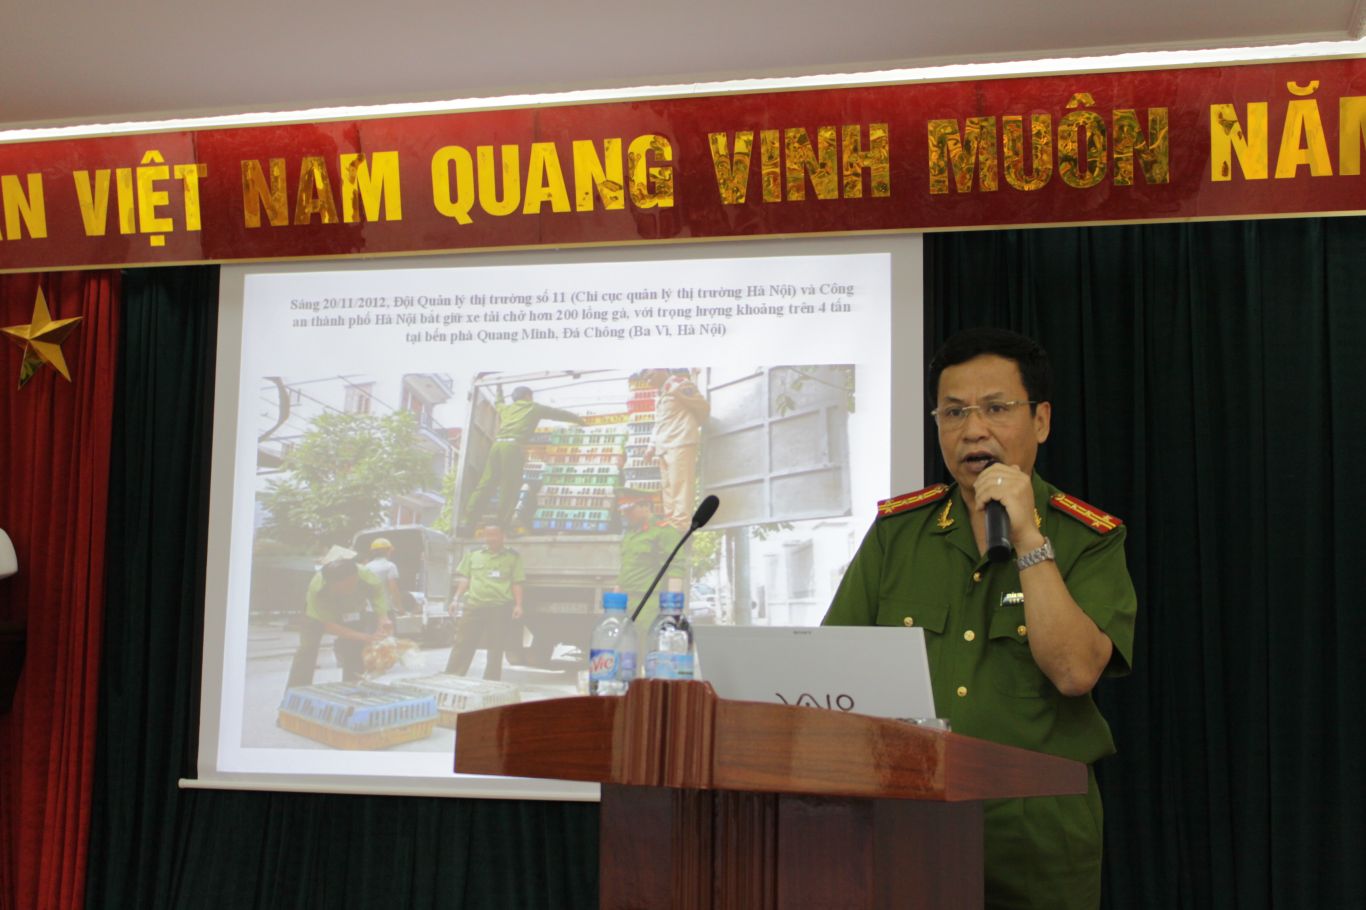 N VIỆT NAM QUANG VINH MUÔN NĂ
Sáng 20/11/2012, Đội Quản lý thị trường số 11 (Chi cục quản lý thị trường Hà Nội) và Công
an thành phố Hà Nội bắt giữ xe tải chở hơn 200 lồng gà, với trọng lượng khoảng trên 4 tấn
tại bến phà Quang Minh, Đá Chông (Ba Vì, Hà Nội)
SONY
VAIO
ViC